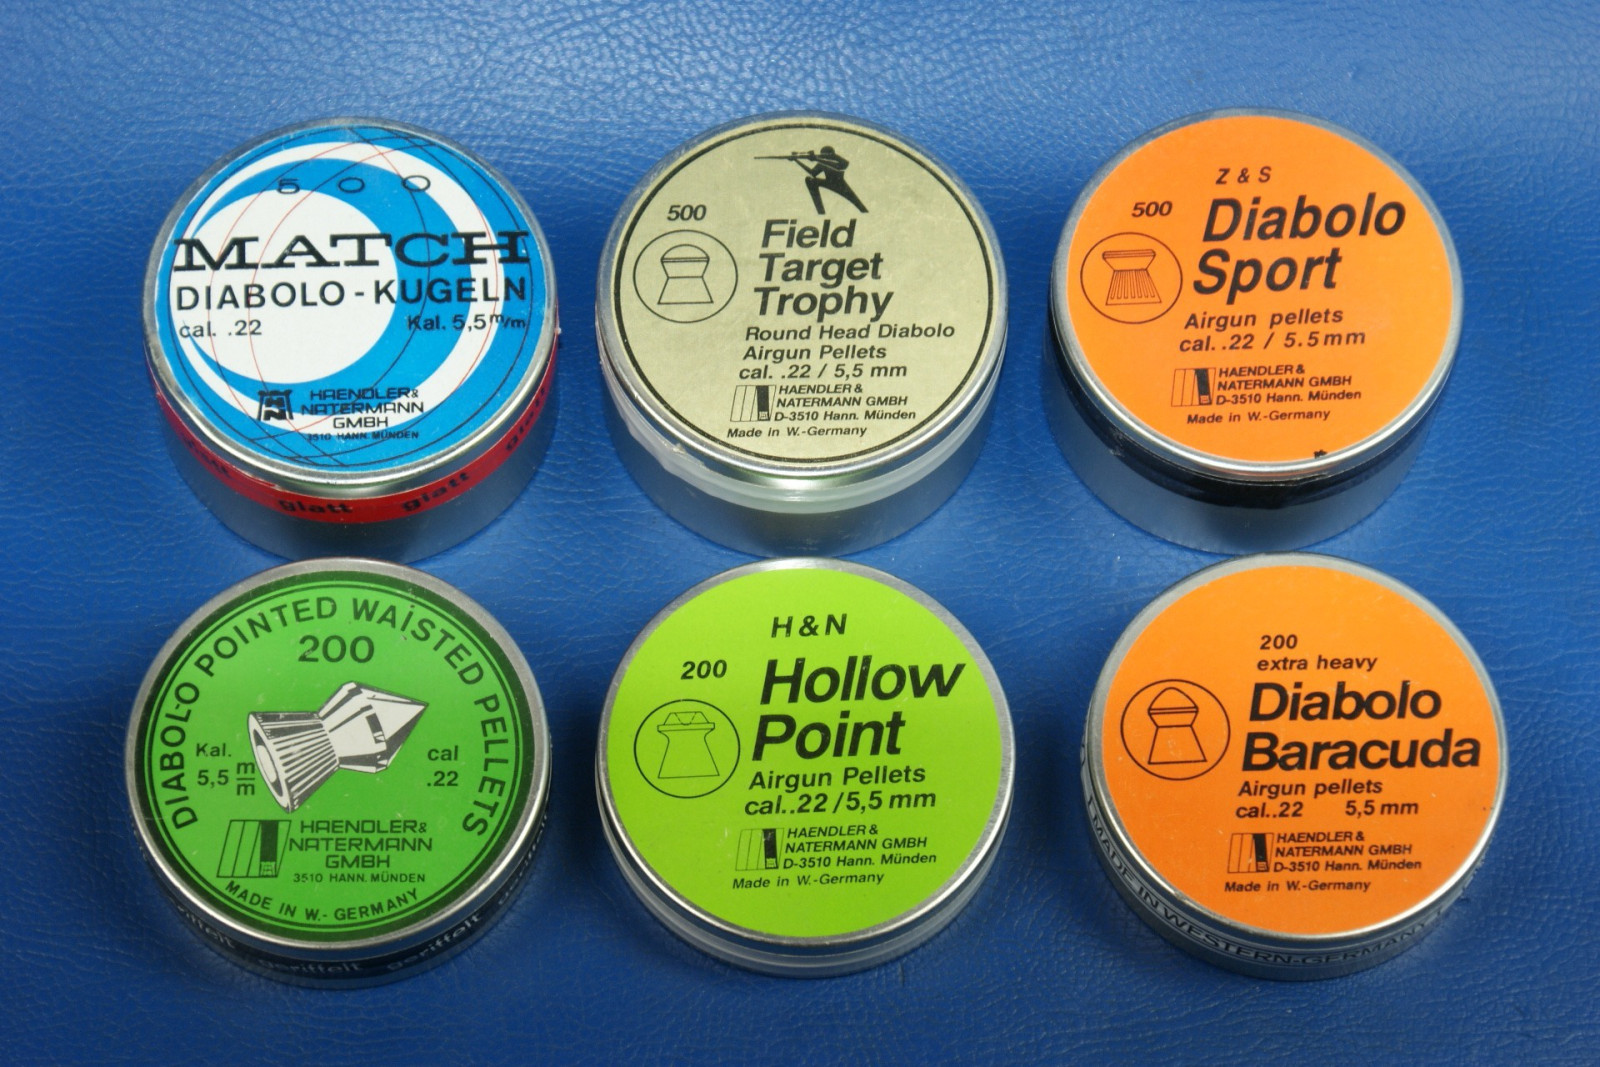 500
MATCH
DIABOLO - KUGELN
cal. .22 Kal. 5,5 m/m
HAENDLER &
NATERMANN
GMBH
3510 HANN. MÜNDEN
glatt glatt glatt
500
Field
Target
Trophy
Round Head Diabolo
Airgun Pellets
cal. .22 / 5,5 mm
HAENDLER &
NATERMANN GMBH
D-3510 Hann. Münden
Made in W.-Germany
Z & S
500
Diabolo
Sport
Airgun pellets
cal. .22 / 5.5 mm
HAENDLER &
NATERMANN GMBH
D-3510 Hann. Münden
Made in W.-Germany
DIABOLO POINTED WAISTED PELLETS
200
Kal. 5,5 m/m
cal .22
HAENDLER &
NATERMANN
GMBH
3510 HANN. MÜNDEN
MADE IN W.- GERMANY
geriffelt geriffelt
H & N
200
Hollow
Point
Airgun Pellets
cal..22 / 5,5 mm
HAENDLER &
NATERMANN GMBH
D-3510 Hann. Münden
Made in W.-Germany
200
extra heavy
Diabolo
Baracuda
Airgun pellets
cal..22 5,5 mm
HAENDLER &
NATERMANN GMBH
D-3510 Hann. Münden
Made in W.-Germany
MADE IN WESTERN-GERMANY